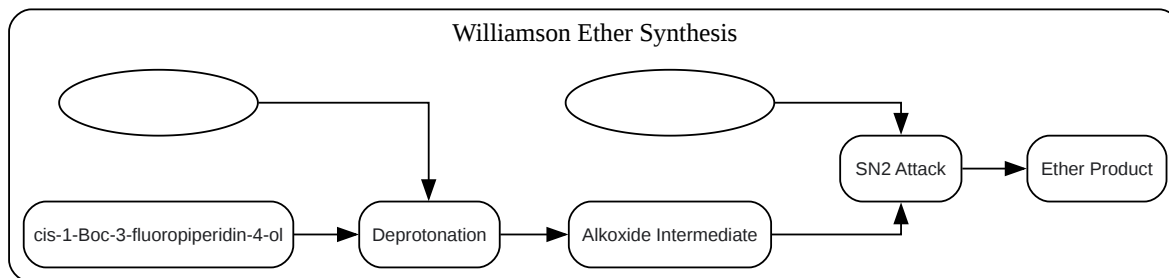 Williamson Ether Synthesis
SN2 Attack
Ether Product
cis-1-Boc-3-fluoropiperidin-4-ol
Deprotonation
Alkoxide Intermediate